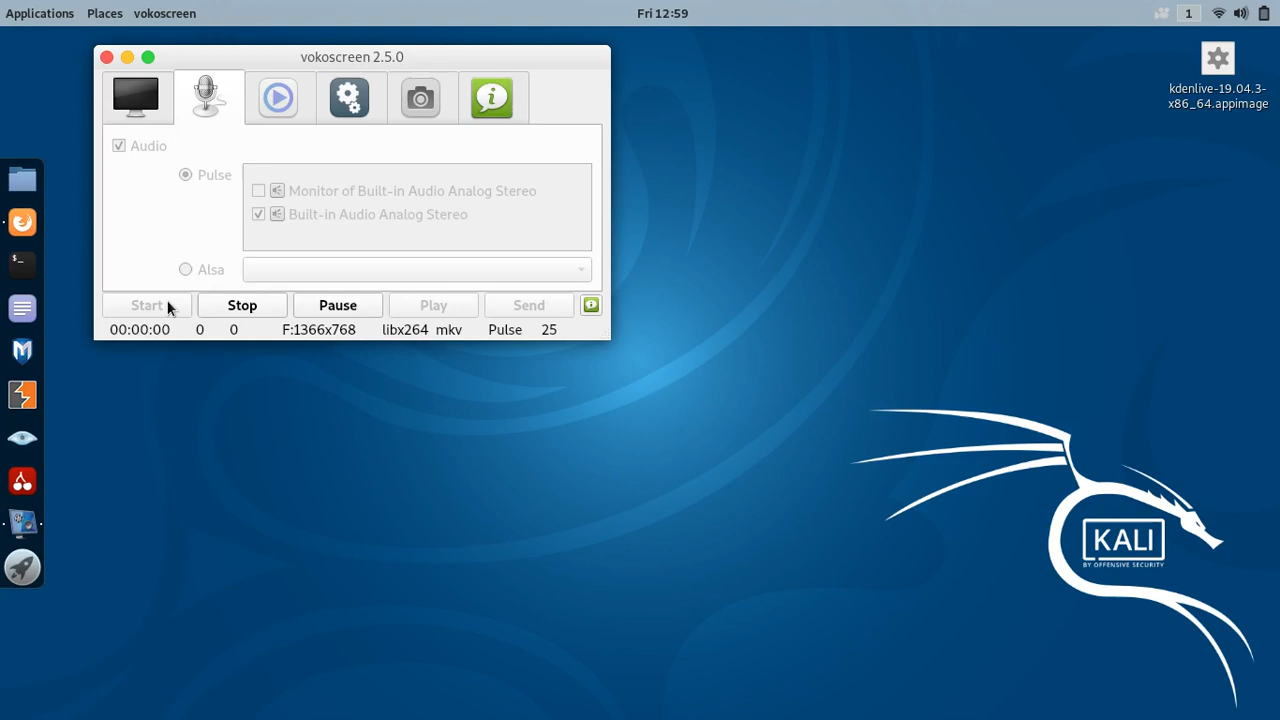 Applications Places vokoscreen Fri 12:59 1
vokoscreen 2.5.0
kdenlive-19.04.3-
x86_64.appimage
Audio
Pulse
Monitor of Built-in Audio Analog Stereo
Built-in Audio Analog Stereo
Alsa
Start Stop Pause Play Send
00:00:00 0 0 F:1366x768 libx264 mkv Pulse 25
KALI
BY OFFENSIVE SECURITY